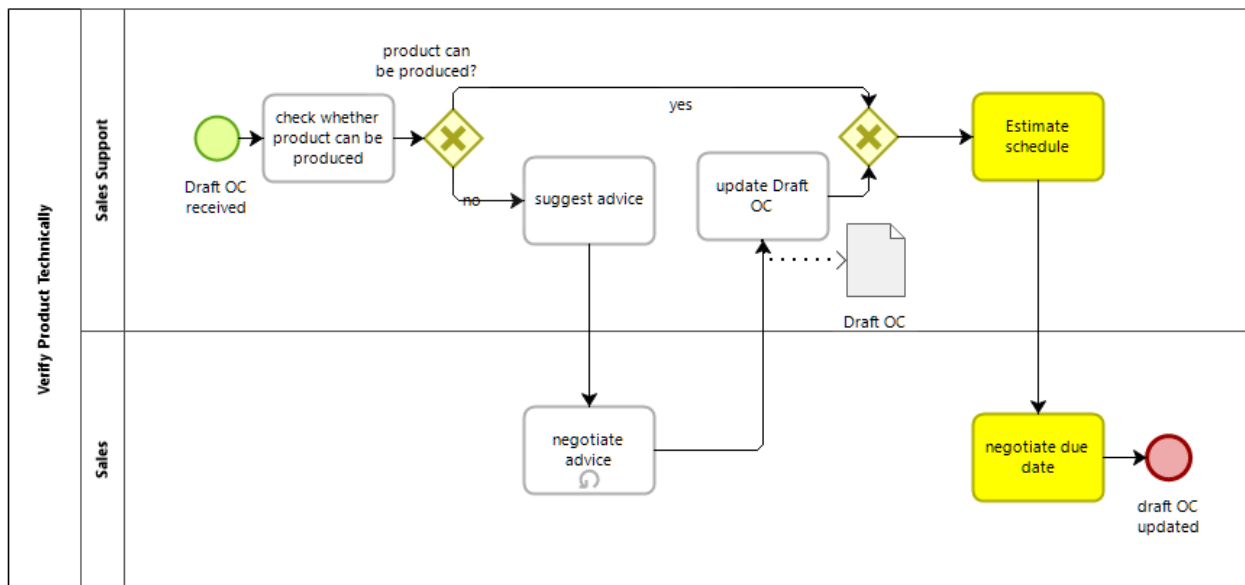 Verify Product Technically
Sales Support
Draft OC
received
check whether
product can be
produced
product can
be produced?
yes
no
suggest advice
update Draft
OC
Draft OC
Estimate
schedule
Sales
negotiate
advice
negotiate due
date
draft OC
updated